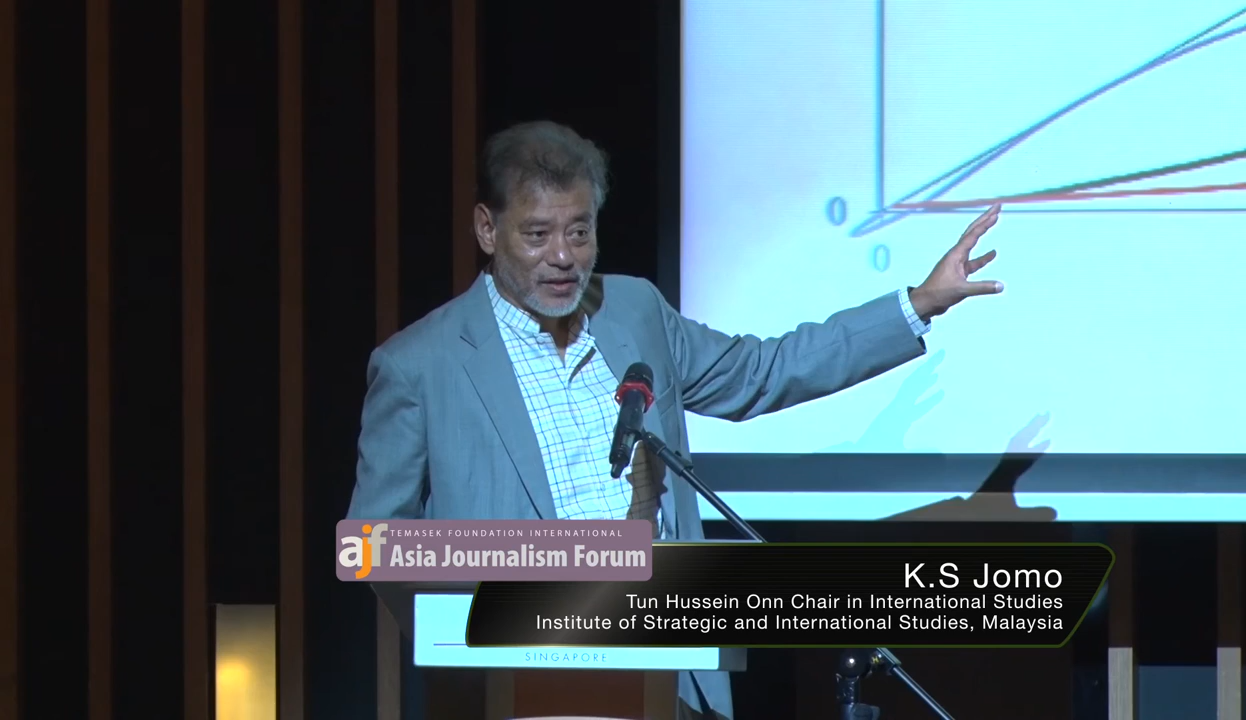 0
0
ajf TEMASEK FOUNDATION INTERNATIONAL
Asia Journalism Forum
K.S Jomo
Tun Hussein Onn Chair in International Studies
Institute of Strategic and International Studies, Malaysia
SINGAPORE